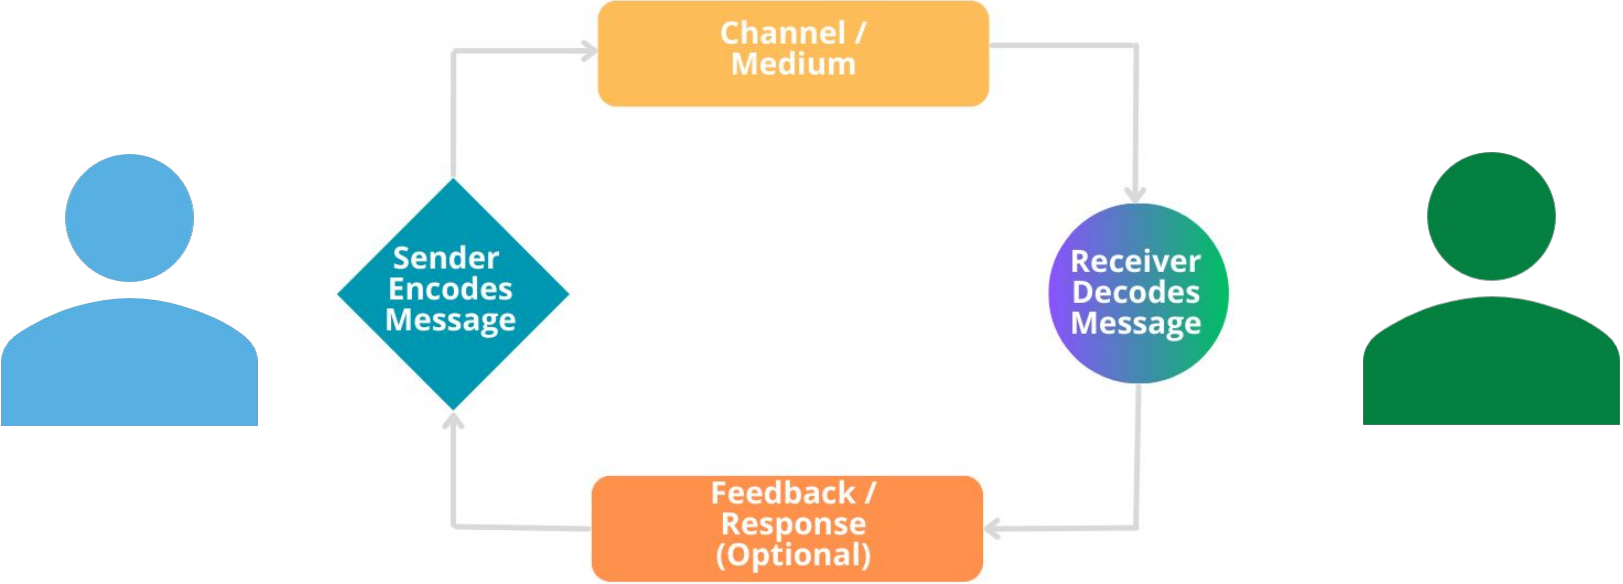 Channel /
Medium
Sender
Encodes
Message
Receiver
Decodes
Message
Feedback /
Response
(Optional)